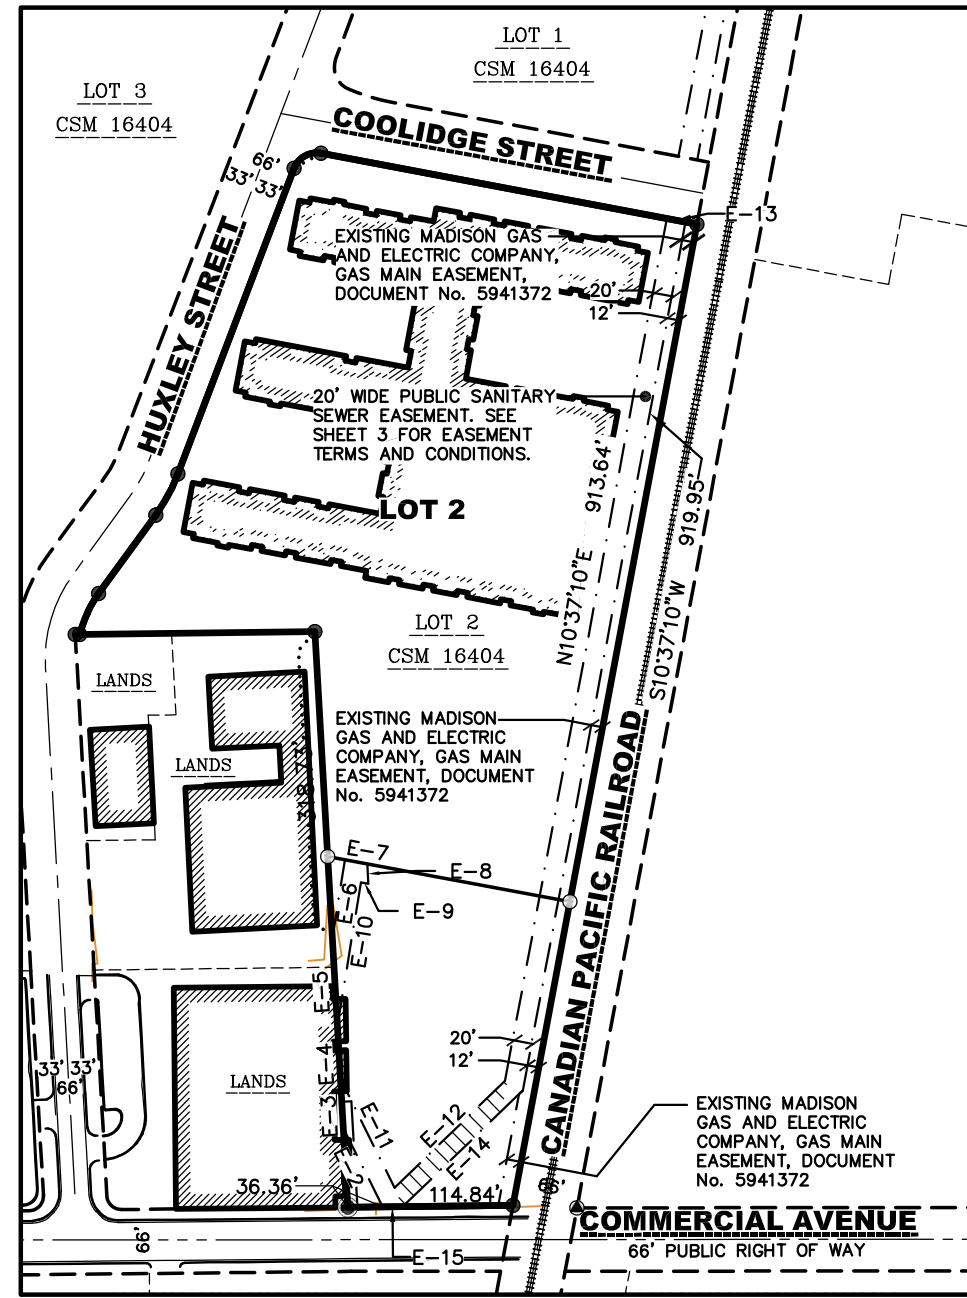 LOT 1
CSM 16404
LOT 3
CSM 16404
COOLIDGE STREET
66'
33' 33'
E-13
HUXLEY STREET
EXISTING MADISON GAS
AND ELECTRIC COMPANY,
GAS MAIN EASEMENT,
DOCUMENT No. 5941372
20'
12'
20' WIDE PUBLIC SANITARY
SEWER EASEMENT. SEE
SHEET 3 FOR EASEMENT
TERMS AND CONDITIONS.
LOT 2
913.64'
N10°37'10"E
919.95'
S10°37'10"W
LOT 2
CSM 16404
LANDS
LANDS
318.73'
EXISTING MADISON
GAS AND ELECTRIC
COMPANY, GAS MAIN
EASEMENT, DOCUMENT
No. 5941372
CANADIAN PACIFIC RAILROAD
E-7
E-8
E-6
E-9
E-10
E-5
20'
12'
E-4
33' 33'
66'
LANDS
E-3
E-11
E-12
E-14
E-2
EXISTING MADISON
GAS AND ELECTRIC
COMPANY, GAS MAIN
EASEMENT, DOCUMENT
No. 5941372
36.36'
114.84'
66'
COMMERCIAL AVENUE
66' PUBLIC RIGHT OF WAY
66'
E-15